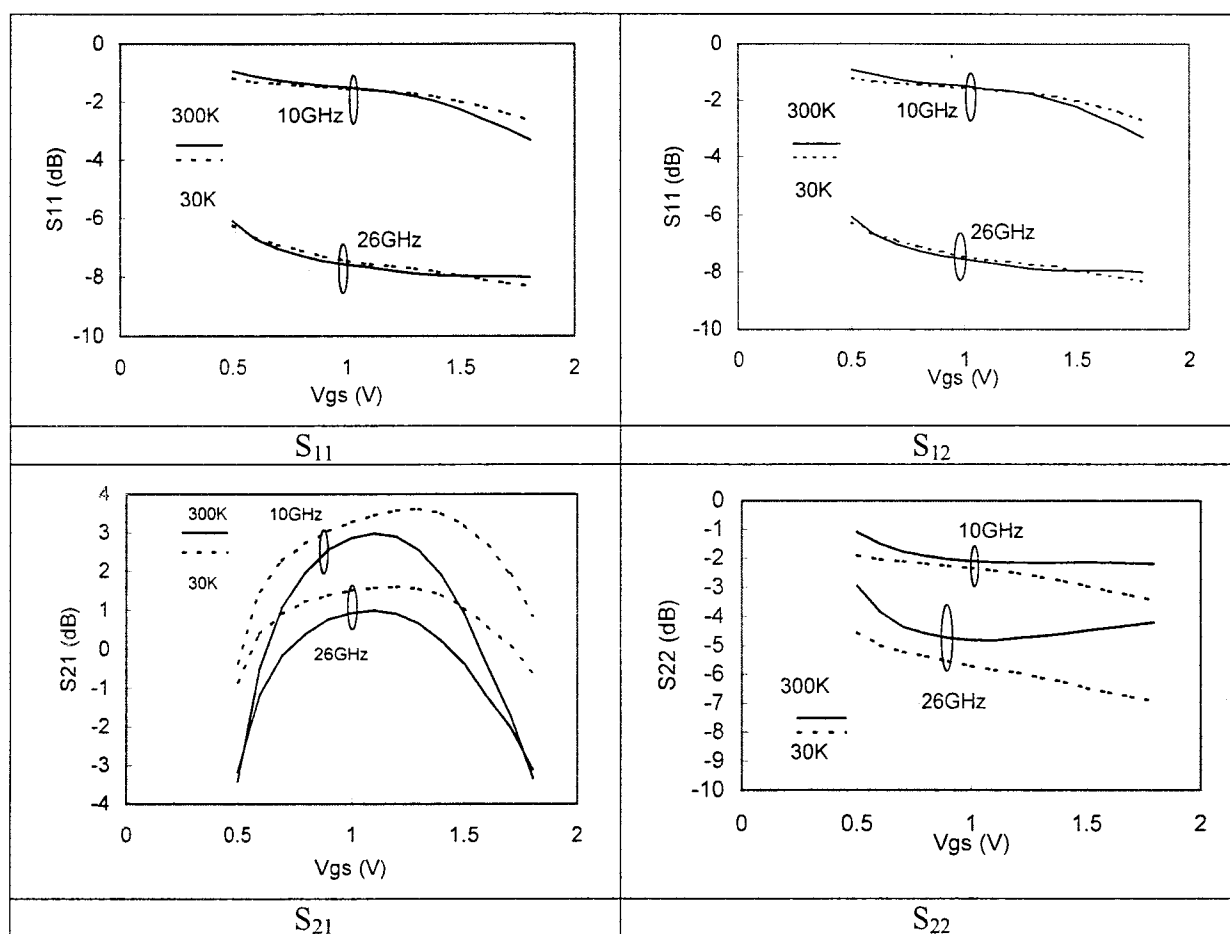 0
-2
-4
-6
-8
-10
S11 (dB)
300K
30K
10GHz
26GHz
0
0.5
1
1.5
2
Vgs (V)
S11
0
-2
-4
-6
-8
-10
S11 (dB)
300K
30K
10GHz
26GHz
0
0.5
1
1.5
2
Vgs (V)
S12
4
3
2
1
0
-1
-2
-3
-4
S21 (dB)
300K
30K
10GHz
26GHz
0
0.5
1
1.5
2
Vgs (V)
S21
0
-1
-2
-3
-4
-5
-6
-7
-8
-9
-10
S22 (dB)
10GHz
300K
30K
26GHz
0
0.5
1
1.5
2
Vgs (V)
S22